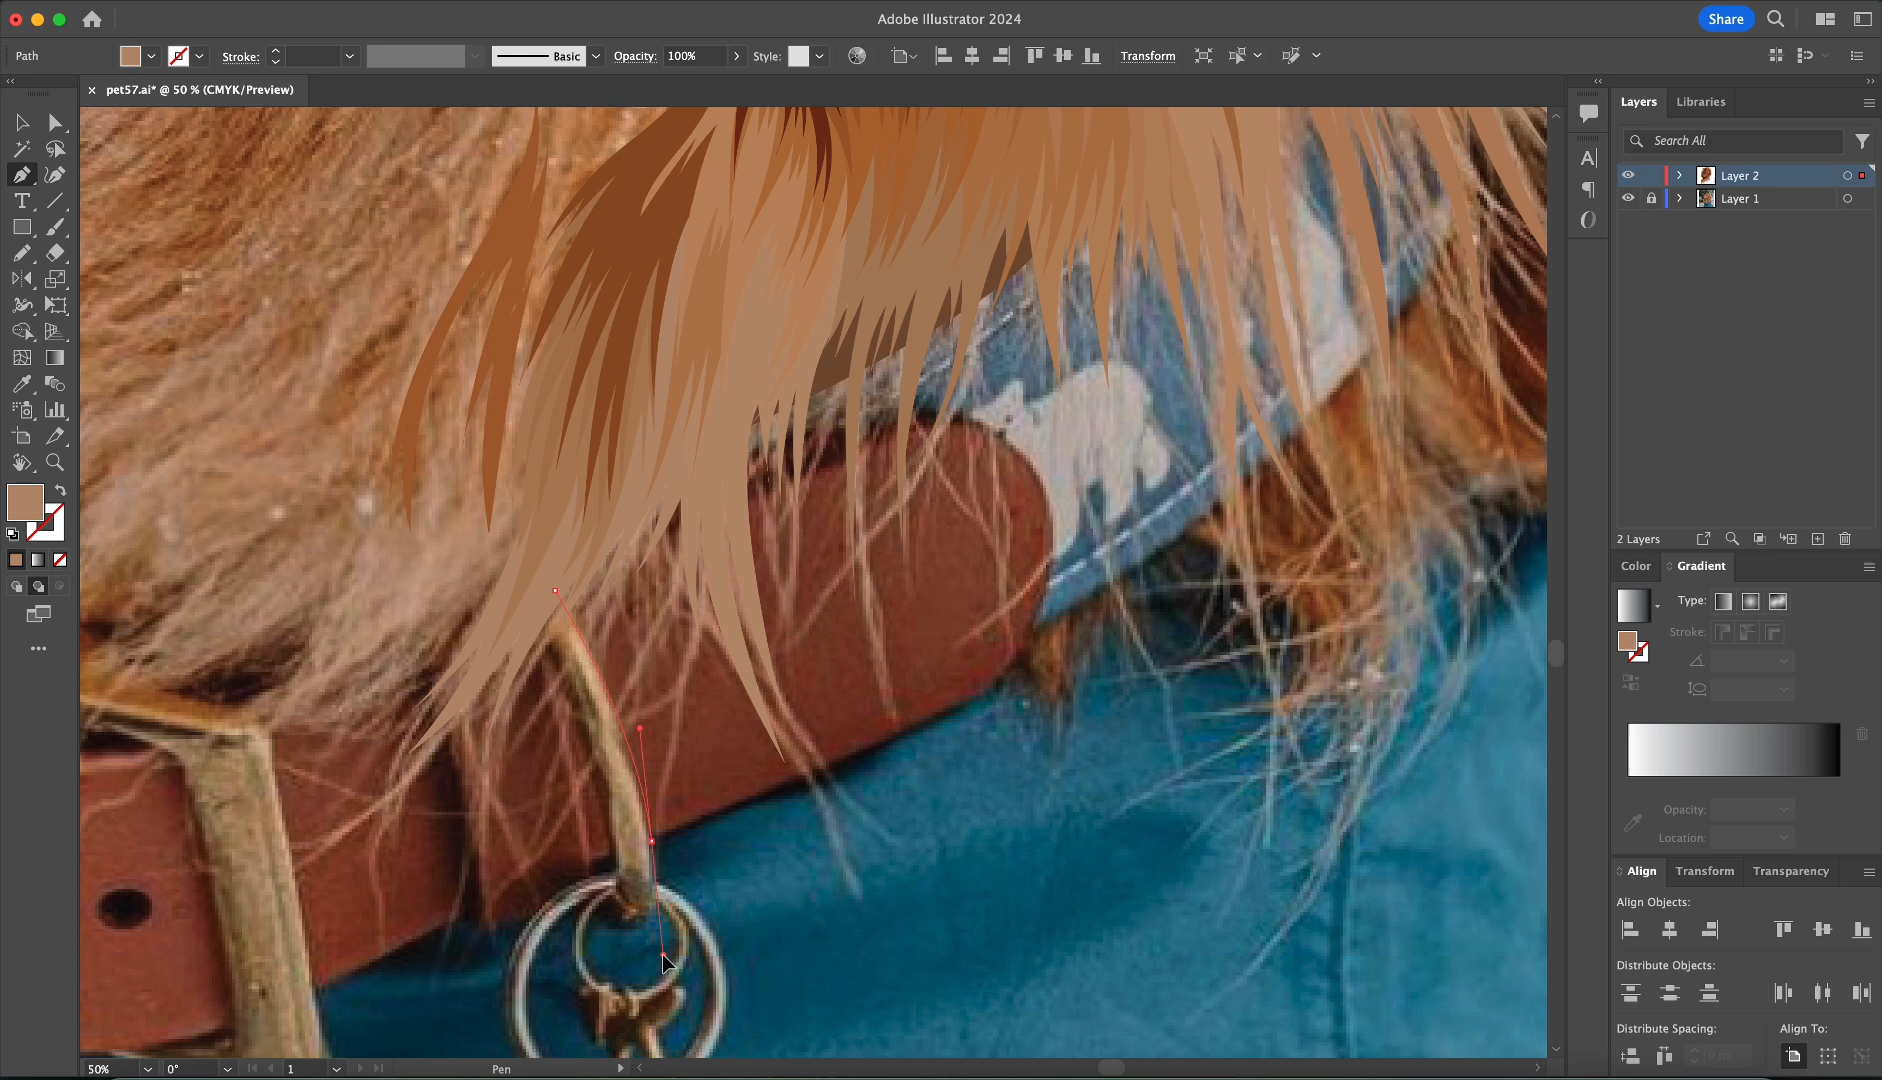 Adobe Illustrator 2024
Share
Path
Stroke:
Basic
Opacity:
100%
Style:
Transform
× pet57.ai* @ 50 % (CMYK/Preview)
Layers
Libraries
Search All
Layer 2
Layer 1
2 Layers
Color
Gradient
Type:
Stroke:
Opacity:
Location:
Align
Transform
Transparency
Align Objects:
Distribute Objects:
Distribute Spacing:
Align To:
0 px
50%
0°
1
Pen